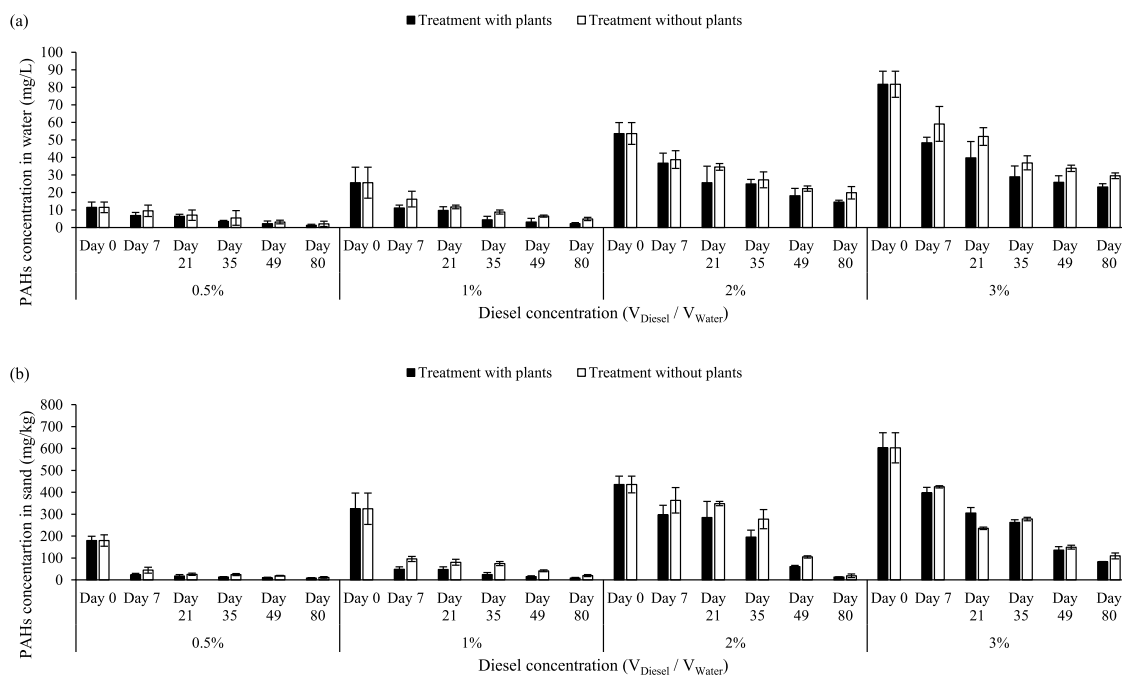 (a)
Treatment with plants Treatment without plants
PAHs concentration in water (mg/L)
100
90
80
70
60
50
40
30
20
10
0
Day 0 Day 7 Day 21 Day 35 Day 49 Day 80 Day 0 Day 7 Day 21 Day 35 Day 49 Day 80 Day 0 Day 7 Day 21 Day 35 Day 49 Day 80 Day 0 Day 7 Day 21 Day 35 Day 49 Day 80
0.5% 1% 2% 3%
Diesel concentration (VDiesel / VWater)
(b)
Treatment with plants Treatment without plants
PAHs concentartion in sand (mg/kg)
800
700
600
500
400
300
200
100
0
Day 0 Day 7 Day 21 Day 35 Day 49 Day 80 Day 0 Day 7 Day 21 Day 35 Day 49 Day 80 Day 0 Day 7 Day 21 Day 35 Day 49 Day 80 Day 0 Day 7 Day 21 Day 35 Day 49 Day 80
0.5% 1% 2% 3%
Diesel concentration (VDiesel / VWater)